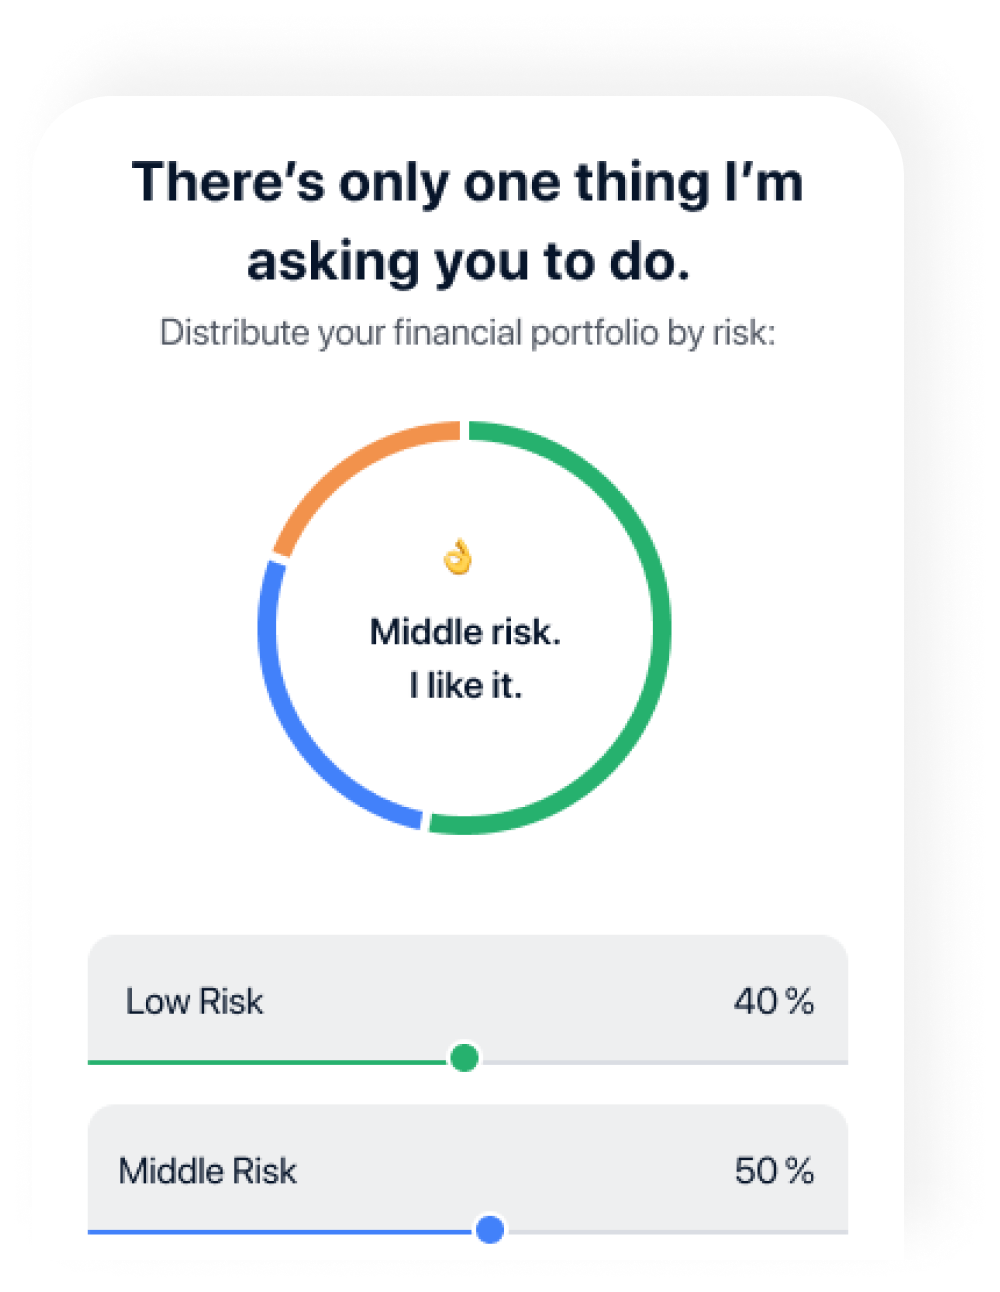 There’s only one thing I’m
asking you to do.
Distribute your financial portfolio by risk:
👌
Middle risk.
I like it.
Low Risk 40 %
Middle Risk 50 %